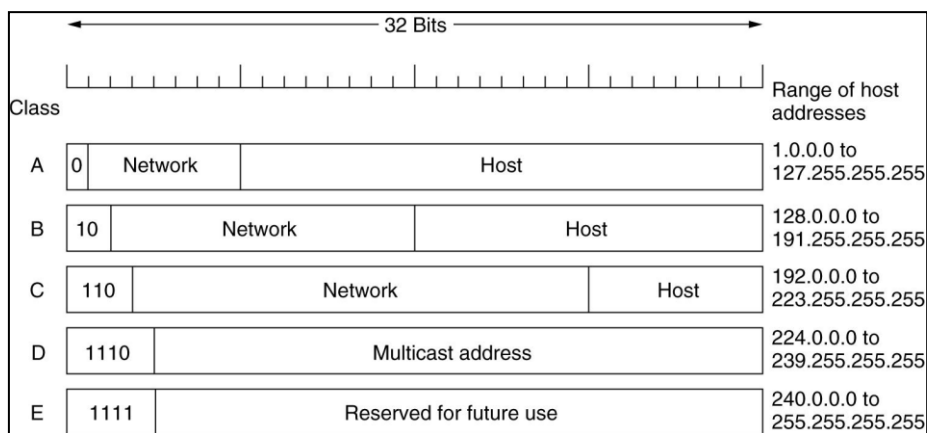 32 Bits
Range of host
addresses
Class
A 0 Network Host 1.0.0.0 to
127.255.255.255
B 10 Network Host 128.0.0.0 to
191.255.255.255
C 110 Network Host 192.0.0.0 to
223.255.255.255
D 1110 Multicast address 224.0.0.0 to
239.255.255.255
E 1111 Reserved for future use 240.0.0.0 to
255.255.255.255